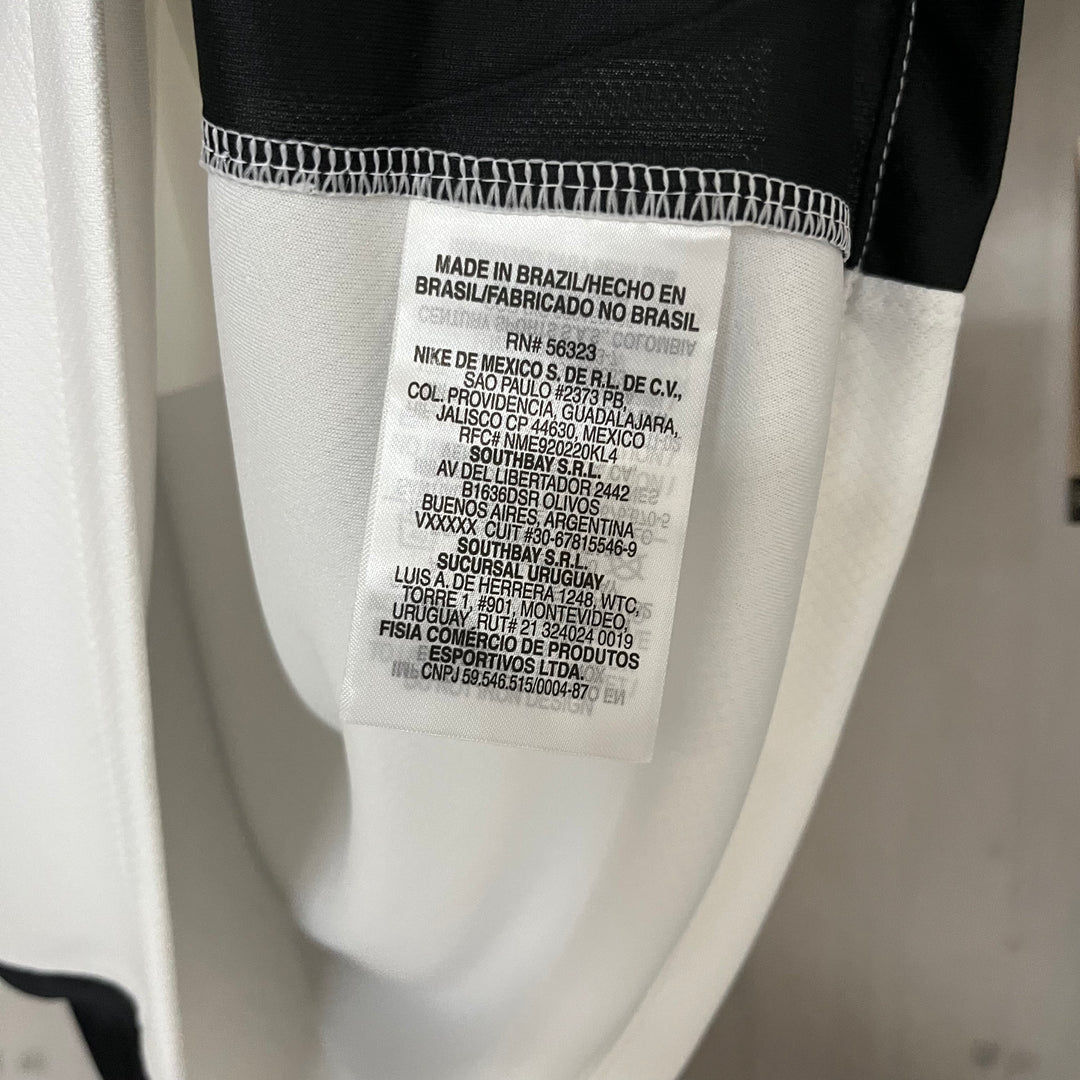 MADE IN BRAZIL/HECHO EN
BRASIL/FABRICADO NO BRASIL
RN# 56323
NIKE DE MEXICO S. DE R.L. DE C.V.,
SAO PAULO #2373 PB,
COL. PROVIDENCIA, GUADALAJARA,
JALISCO CP 44630, MEXICO
RFC# NME920220KL4
SOUTHBAY S.R.L.
AV DEL LIBERTADOR 2442
B1636DSR OLIVOS
BUENOS AIRES, ARGENTINA
VXXXXX CUIT #30-67815546-9
SOUTHBAY S.R.L.
SUCURSAL URUGUAY
LUIS A. DE HERRERA 1248, WTC,
TORRE 1, #901, MONTEVIDEO,
URUGUAY RUT# 21 324024 0019
FISIA COMÉRCIO DE PRODUTOS
ESPORTIVOS LTDA.
CNPJ 59.546.515/0004-87